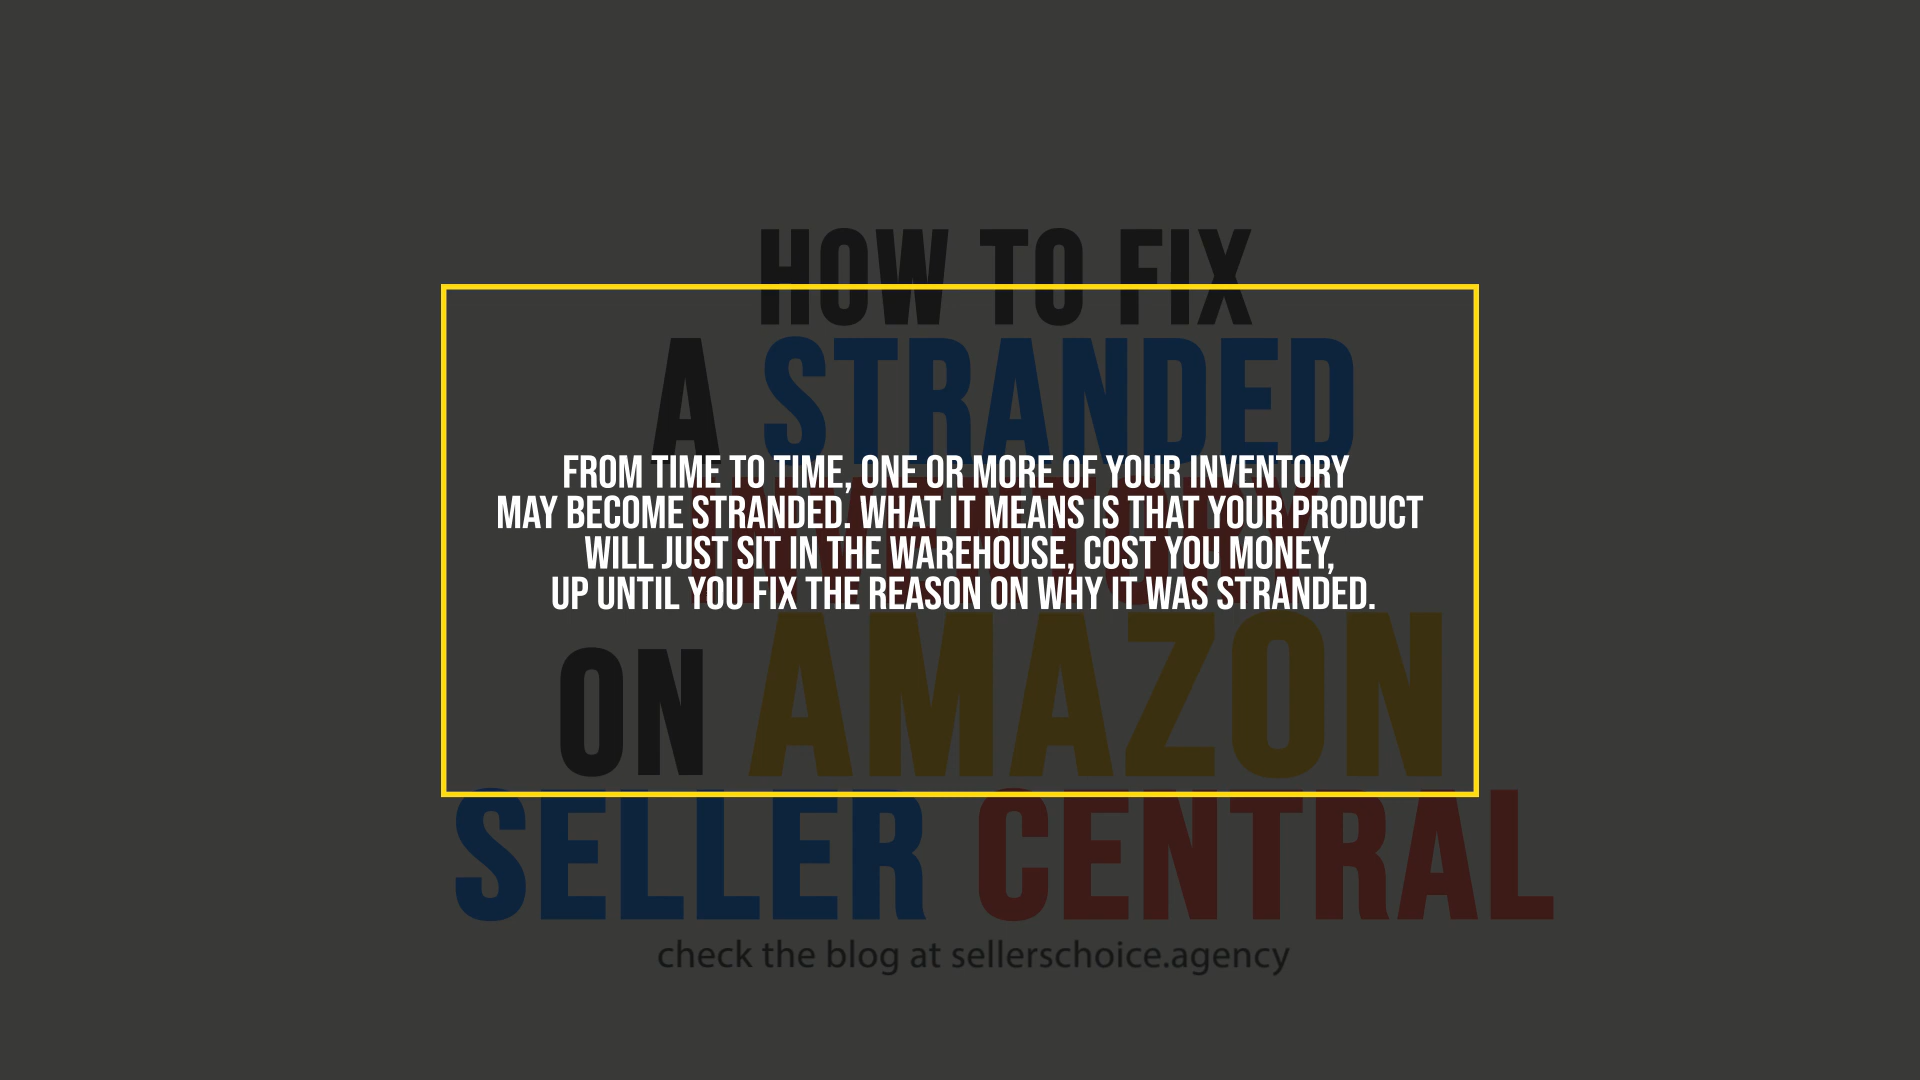 HOW TO FIX
A STRANDED
INVENTORY
ON AMAZON
SELLER CENTRAL
check the blog at sellerschoice.agency
FROM TIME TO TIME, ONE OR MORE OF YOUR INVENTORY
MAY BECOME STRANDED. WHAT IT MEANS IS THAT YOUR PRODUCT
WILL JUST SIT IN THE WAREHOUSE, COST YOU MONEY,
UP UNTIL YOU FIX THE REASON ON WHY IT WAS STRANDED.